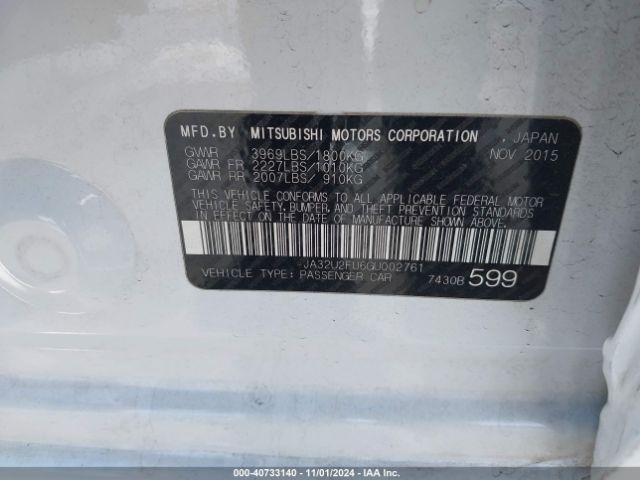 MFD.BY MITSUBISHI MOTORS CORPORATION , JAPAN
GVWR 3969LBS/1800KG NOV 2015
GAWR FR 2227LBS/1010KG
GAWR RR 2007LBS/ 910KG
THIS VEHICLE CONFORMS TO ALL APPLICABLE FEDERAL MOTOR
VEHICLE SAFETY, BUMPER, AND THEFT PREVENTION STANDARDS
IN EFFECT ON THE DATE OF MANUFACTURE SHOWN ABOVE.
JA32U2FU6GU002761
VEHICLE TYPE: PASSENGER CAR 7430B 599
000-40733140 - 11/01/2024 - IAA Inc.